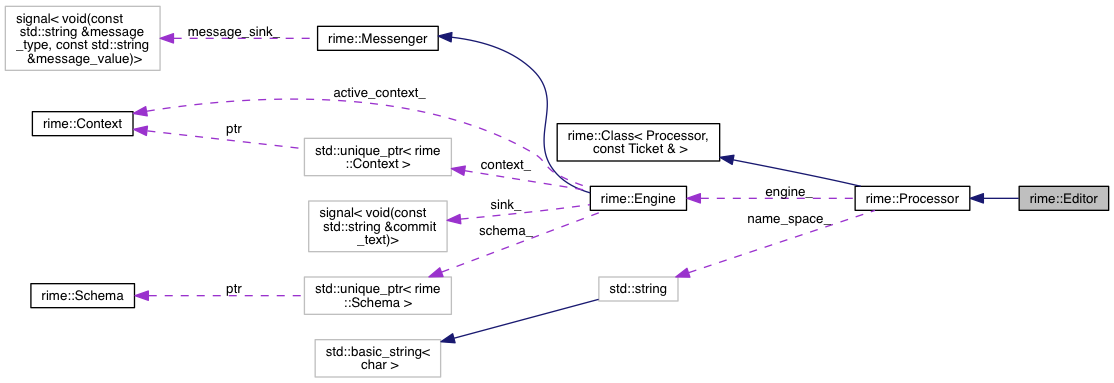 signal< void(const
std::string &message
_type, const std::string
&message_value)>
message_sink_
rime::Messenger
active_context_
rime::Context
ptr
std::unique_ptr< rime
::Context >
context_
rime::Class< Processor,
const Ticket & >
rime::Engine
engine_
rime::Processor
rime::Editor
signal< void(const
std::string &commit
_text)>
sink_
schema_
name_space_
rime::Schema
ptr
std::unique_ptr< rime
::Schema >
std::string
std::basic_string<
char >